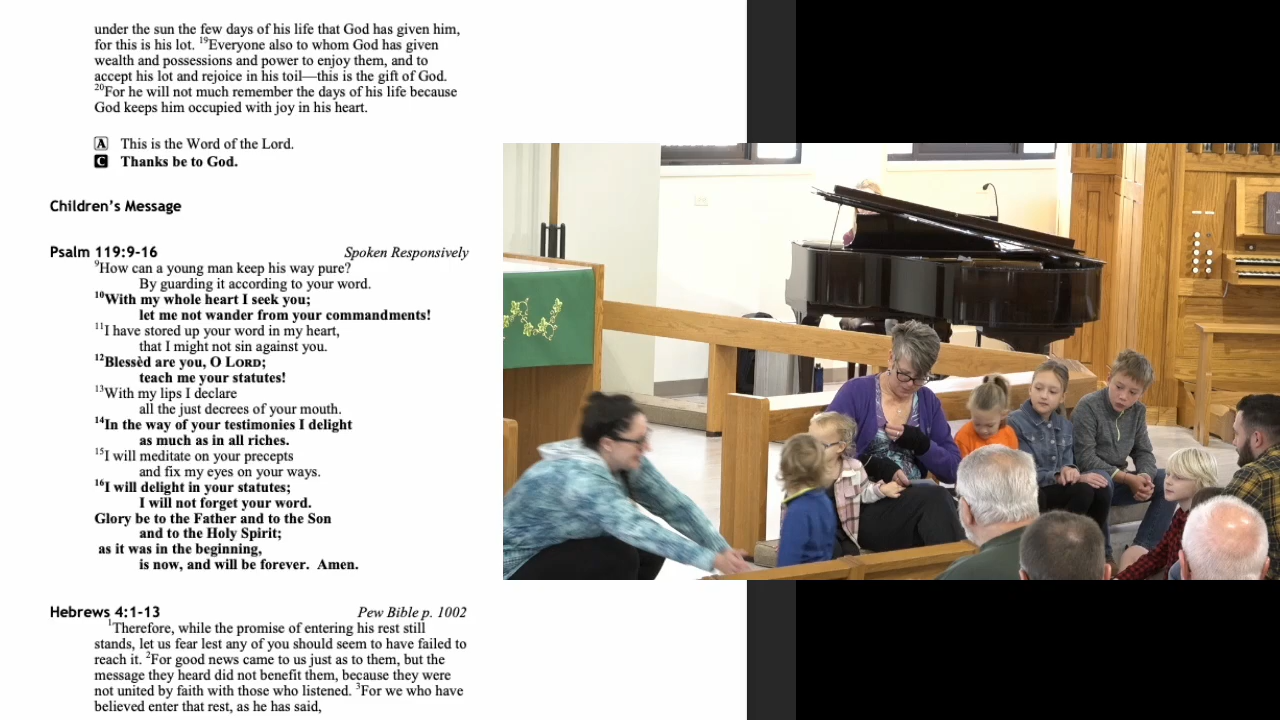 under the sun the few days of his life that God has given him,
for this is his lot. 19Everyone also to whom God has given
wealth and possessions and power to enjoy them, and to
accept his lot and rejoice in his toil—this is the gift of God.
20For he will not much remember the days of his life because
God keeps him occupied with joy in his heart.
A This is the Word of the Lord.
C Thanks be to God.
Children's Message
Psalm 119:9-16 Spoken Responsively
9How can a young man keep his way pure?
By guarding it according to your word.
10With my whole heart I seek you;
let me not wander from your commandments!
11I have stored up your word in my heart,
that I might not sin against you.
12Blessèd are you, O LORD;
teach me your statutes!
13With my lips I declare
all the just decrees of your mouth.
14In the way of your testimonies I delight
as much as in all riches.
15I will meditate on your precepts
and fix my eyes on your ways.
16I will delight in your statutes;
I will not forget your word.
Glory be to the Father and to the Son
and to the Holy Spirit;
as it was in the beginning,
is now, and will be forever. Amen.
Hebrews 4:1-13 Pew Bible p. 1002
1Therefore, while the promise of entering his rest still
stands, let us fear lest any of you should seem to have failed to
reach it. 2For good news came to us just as to them, but the
message they heard did not benefit them, because they were
not united by faith with those who listened. 3For we who have
believed enter that rest, as he has said,